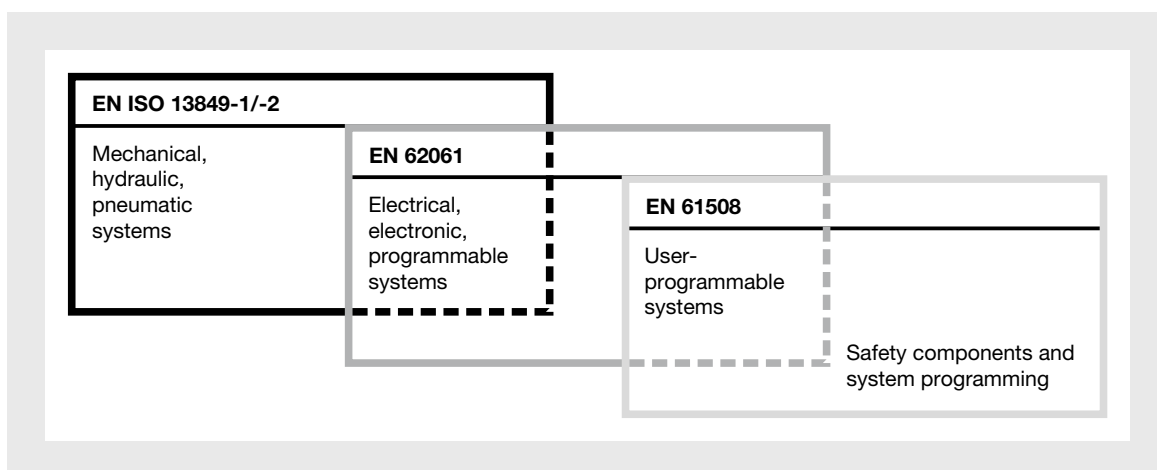 EN ISO 13849-1/-2
Mechanical,
hydraulic,
pneumatic
systems
EN 62061
Electrical,
electronic,
programmable
systems
EN 61508
User-
programmable
systems
Safety components and
system programming